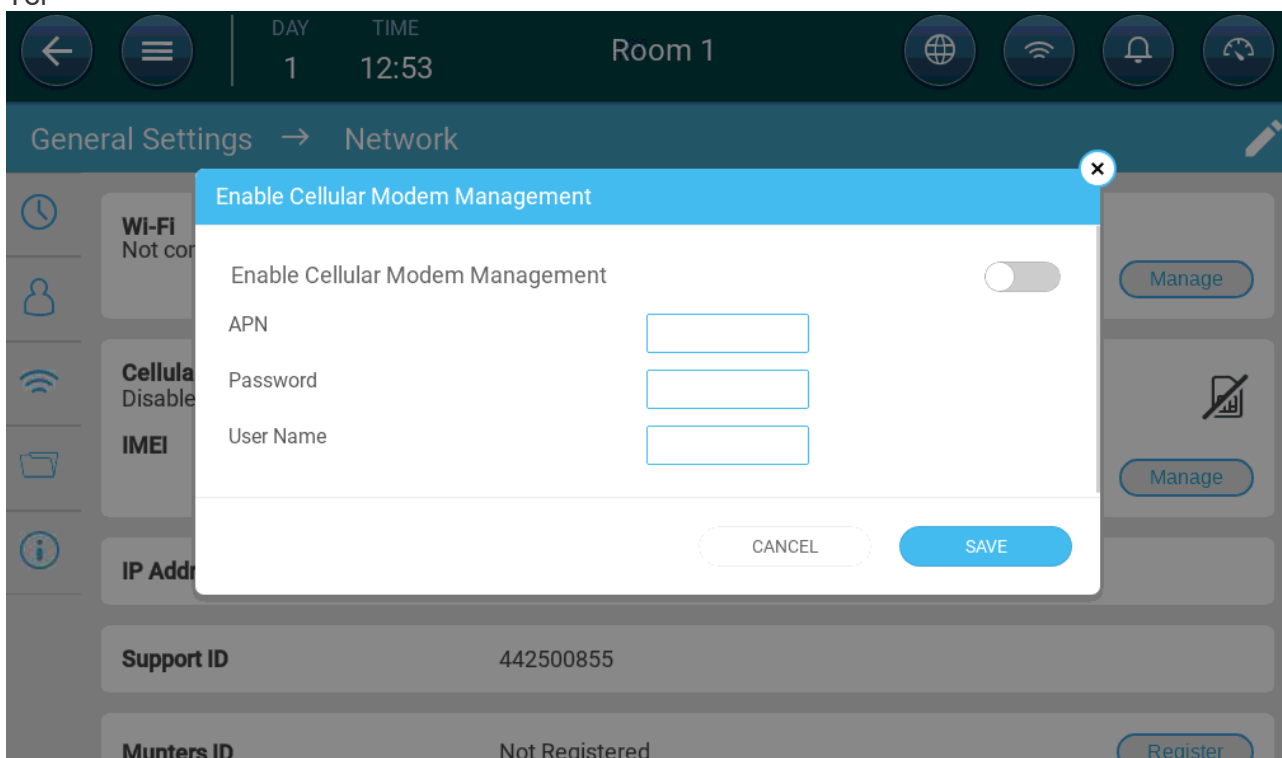 DAY TIME
1 12:53 Room 1
General Settings → Network
Enable Cellular Modem Management
Wi-Fi
Not con
Enable Cellular Modem Management
Manage
APN
Cellula
Disable
Password
IMEI
User Name
Manage
CANCEL SAVE
IP Addr
Support ID 442500855
Munters ID Not Registered Register